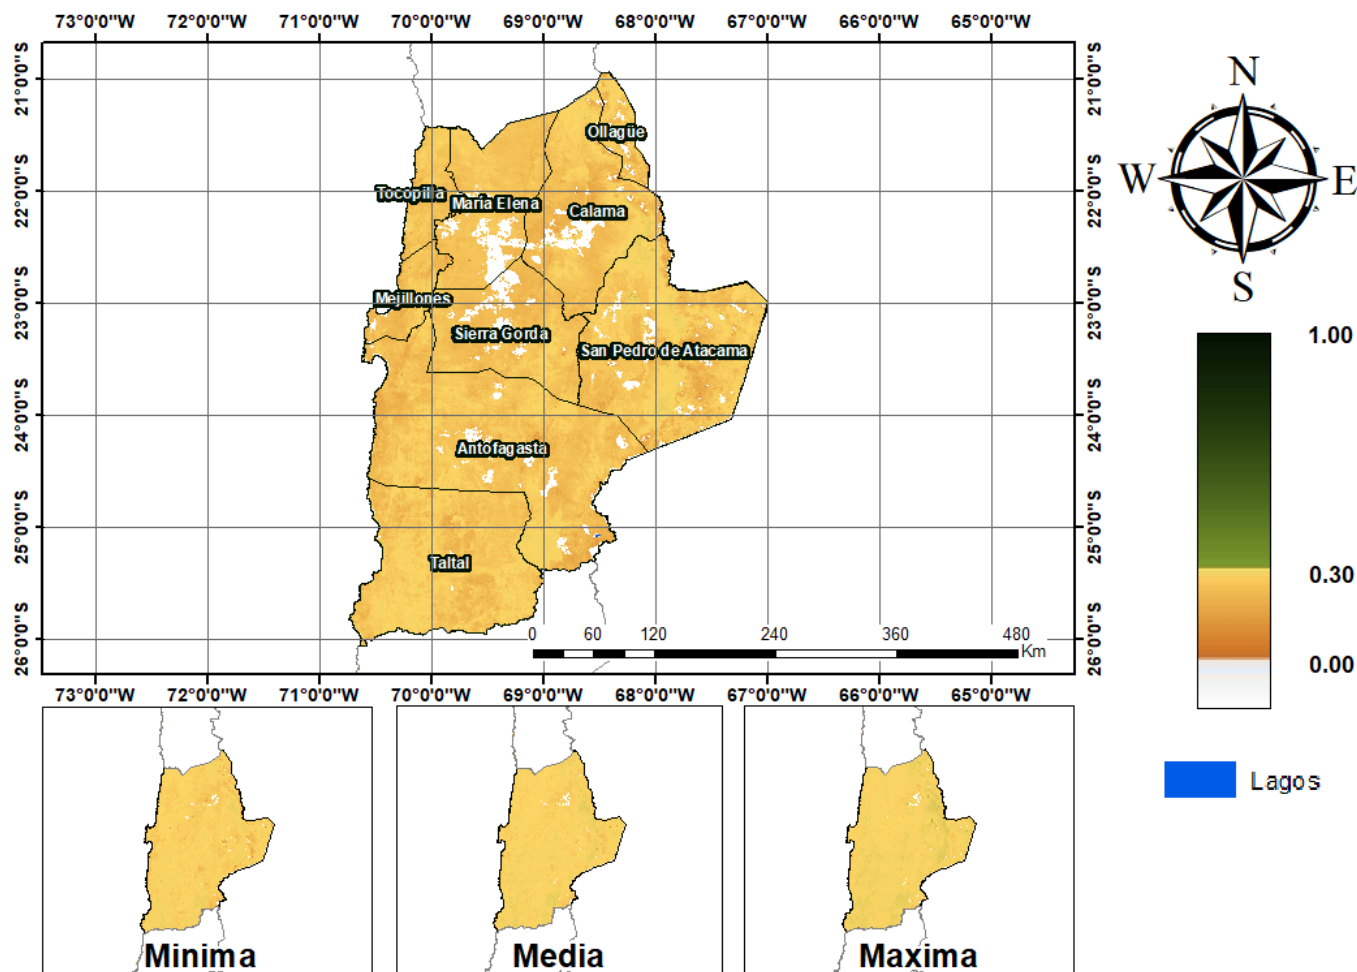 73°0'0"W 72°0'0"W 71°0'0"W 70°0'0"W 69°0'0"W 68°0'0"W 67°0'0"W 66°0'0"W 65°0'0"W
21°0'0"S 21°0'0"S
22°0'0"S 22°0'0"S
23°0'0"S 23°0'0"S
24°0'0"S 24°0'0"S
25°0'0"S 25°0'0"S
26°0'0"S 26°0'0"S
Ollagüe
Tocopilla
María Elena
Calama
Mejillones
Sierra Gorda
San Pedro de Atacama
Antofagasta
Taltal
0 60 120 240 360 480
Km
73°0'0"W 72°0'0"W 71°0'0"W 70°0'0"W 69°0'0"W 68°0'0"W 67°0'0"W 66°0'0"W 65°0'0"W
N
W E
S
1.00
0.30
0.00
Lagos
Minima
Media
Maxima